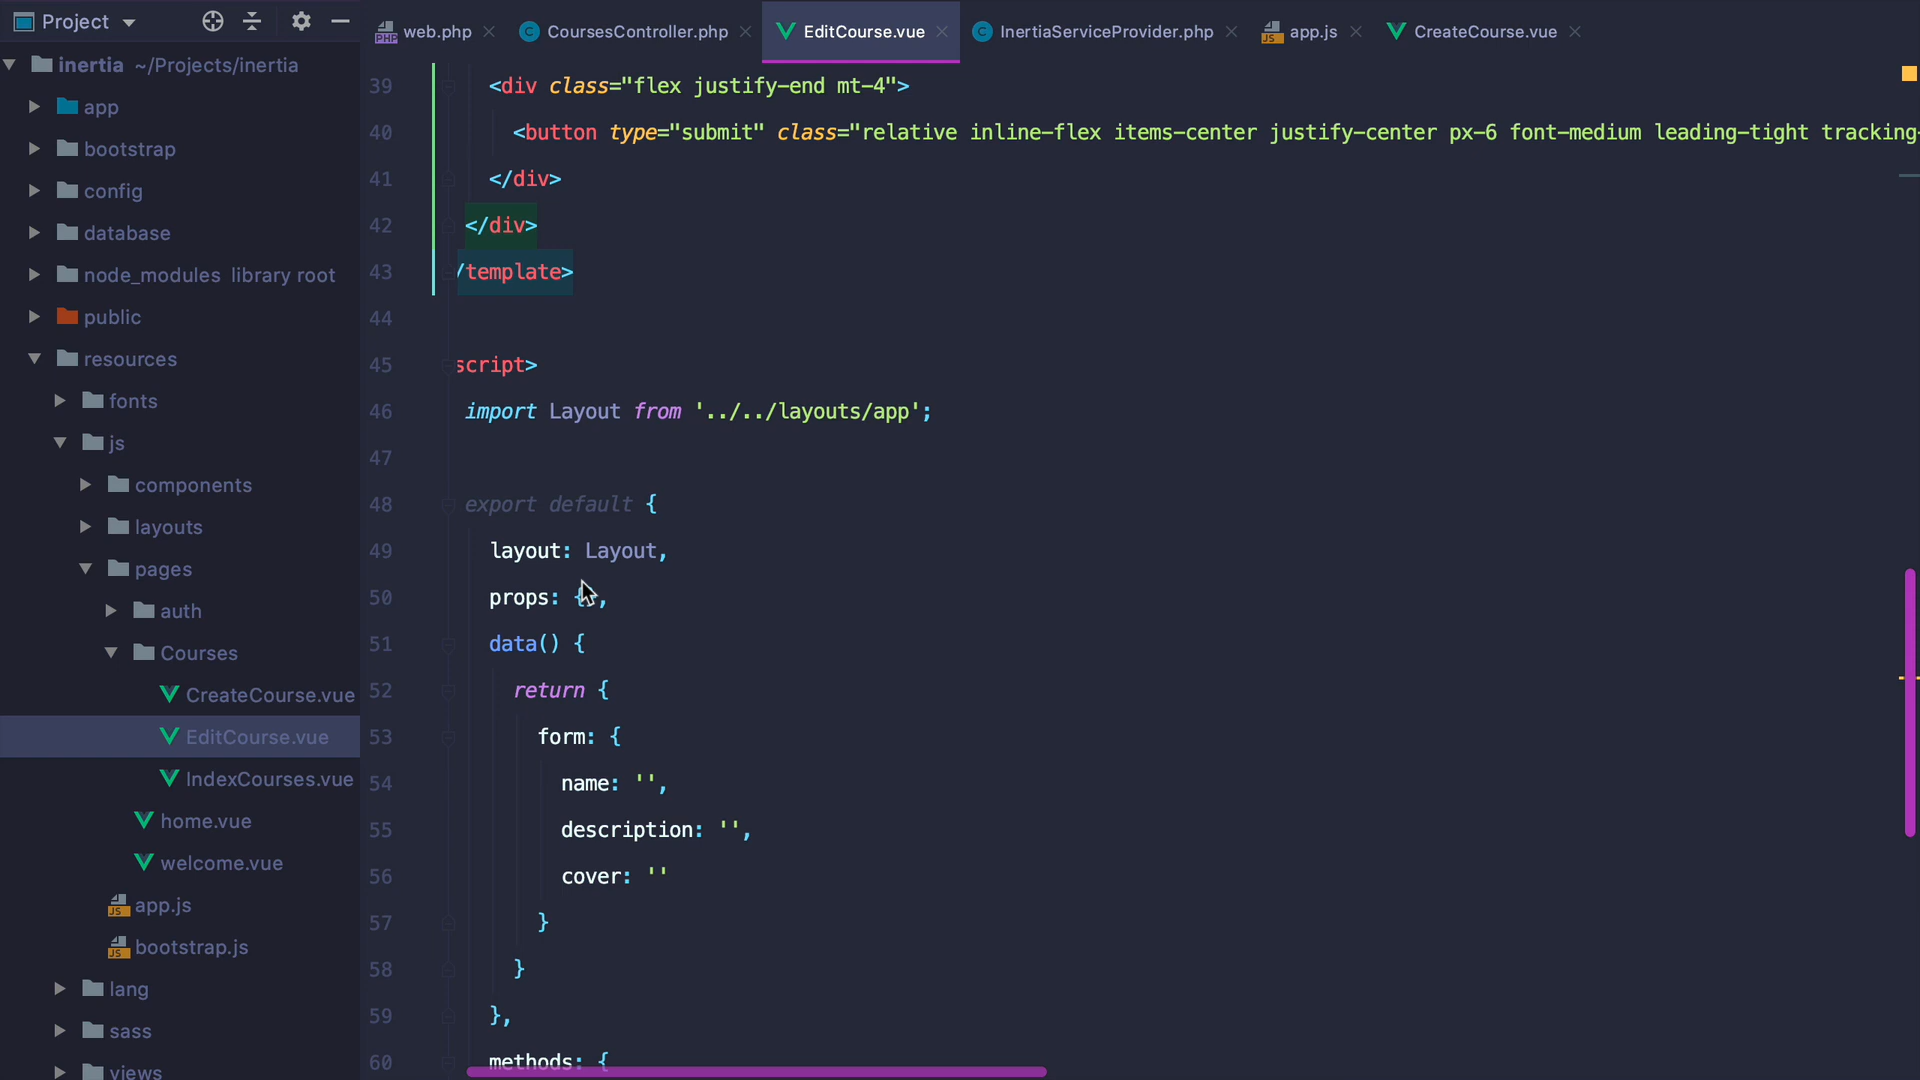 Project
web.php
CoursesController.php
EditCourse.vue
InertiaServiceProvider.php
app.js
CreateCourse.vue
inertia ~/Projects/inertia
app
bootstrap
config
database
node_modules library root
public
resources
fonts
js
components
layouts
pages
auth
Courses
CreateCourse.vue
EditCourse.vue
IndexCourses.vue
home.vue
welcome.vue
app.js
bootstrap.js
lang
sass
views
39 <div class="flex justify-end mt-4">
40 <button type="submit" class="relative inline-flex items-center justify-center px-6 font-medium leading-tight tracking-
41 </div>
42 </div>
43 /template>
44
45 script>
46 import Layout from '../../layouts/app';
47
48 export default {
49 layout: Layout,
50 props: {},
51 data() {
52 return {
53 form: {
54 name: '',
55 description: '',
56 cover: ''
57 }
58 }
59 },
60 methods: {